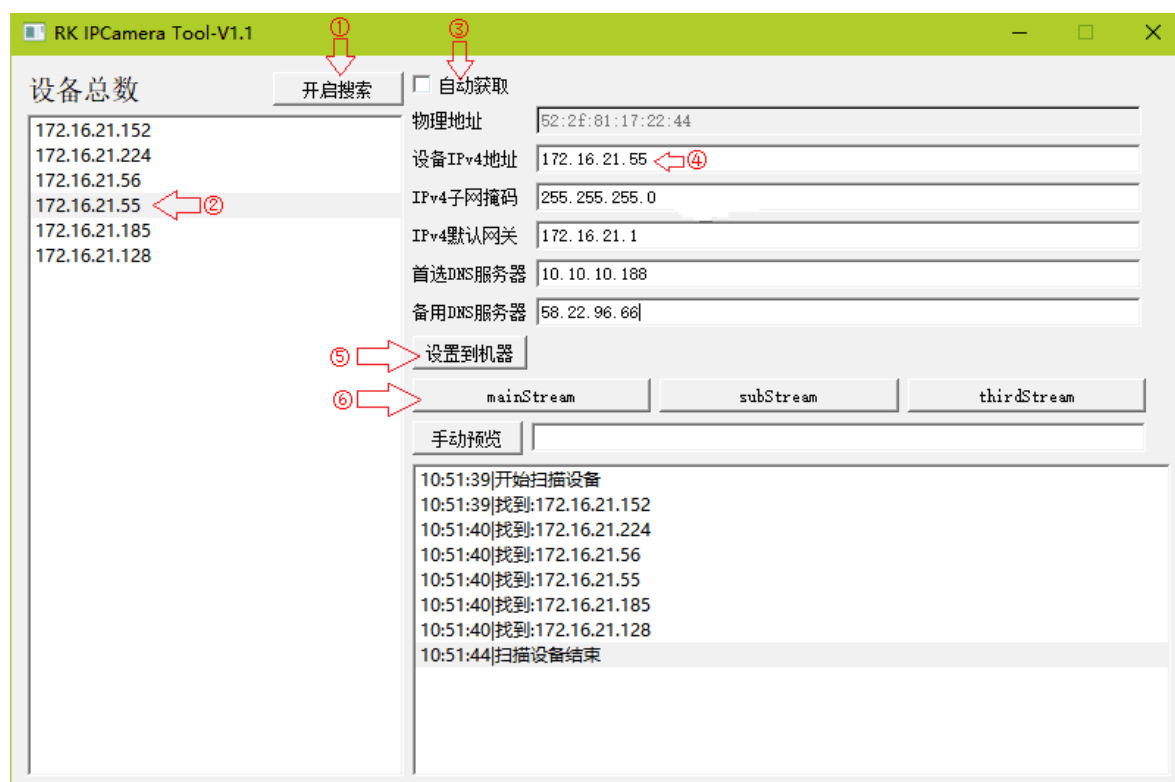 RK IPCamera Tool-V1.1
①
③
设备总数
开启搜索
自动获取
172.16.21.152
172.16.21.224
172.16.21.56
172.16.21.55 ②
172.16.21.185
172.16.21.128
物理地址 52:2f:81:17:22:44
设备IPv4地址 172.16.21.55 ④
IPv4子网掩码 255.255.255.0
IPv4默认网关 172.16.21.1
首选DNS服务器 10.10.10.188
备用DNS服务器 58.22.96.66
⑤ 设置到机器
⑥ mainStream subStream thirdStream
手动预览
10:51:39|开始扫描设备
10:51:39|找到:172.16.21.152
10:51:40|找到:172.16.21.224
10:51:40|找到:172.16.21.56
10:51:40|找到:172.16.21.55
10:51:40|找到:172.16.21.185
10:51:40|找到:172.16.21.128
10:51:44|扫描设备结束